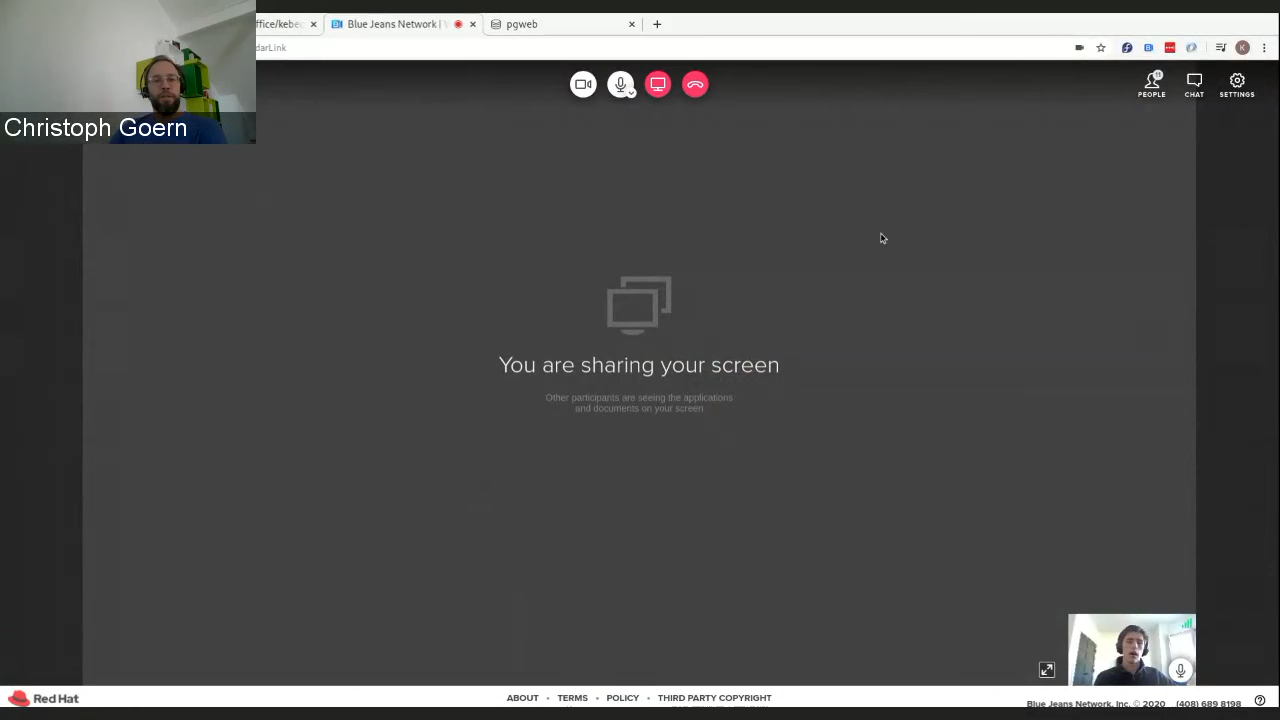 ffice/kebec
Blue Jeans Network |
pgweb
darLink
Christoph Goern
PEOPLE
CHAT
SETTINGS
You are sharing your screen
Other participants are seeing the applications
and documents on your screen
Red Hat
ABOUT • TERMS • POLICY • THIRD PARTY COPYRIGHT
Blue Jeans Network, Inc. © 2020 (408) 689 8198